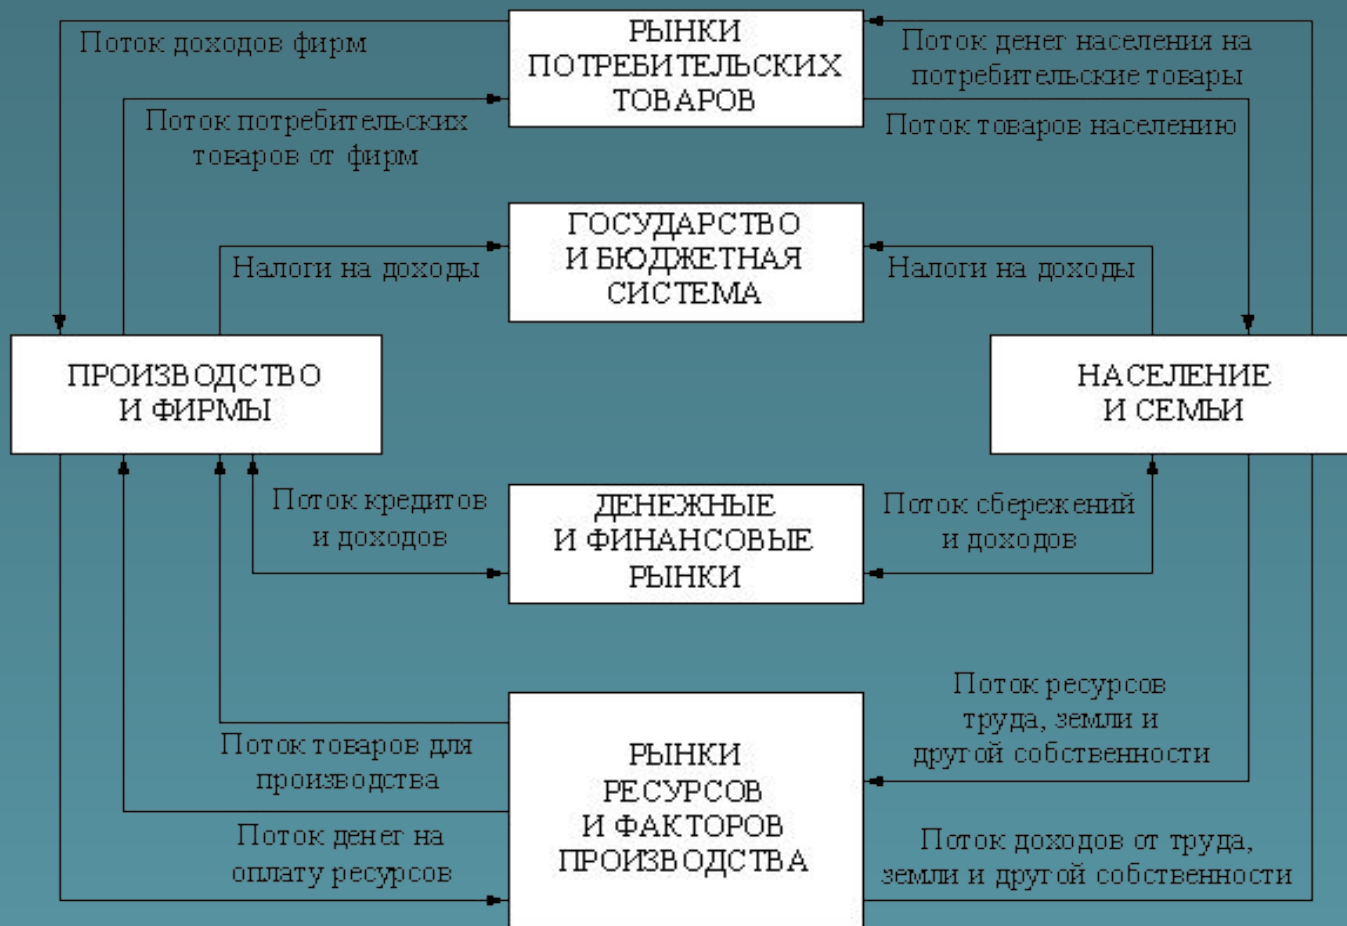 Поток доходов фирм
РЫНКИ
ПОТРЕБИТЕЛЬСКИХ
ТОВАРОВ
Поток денег населения на
потребительские товары
Поток потребительских
товаров от фирм
Поток товаров населению
ГОСУДАРСТВО
И БЮДЖЕТНАЯ
СИСТЕМА
Налоги на доходы
Налоги на доходы
ПРОИЗВОДСТВО
И ФИРМЫ
НАСЕЛЕНИЕ
И СЕМЬИ
Поток кредитов
и доходов
ДЕНЕЖНЫЕ
И ФИНАНСОВЫЕ
РЫНКИ
Поток сбережений
и доходов
Поток товаров для
производства
Поток денег на
оплату ресурсов
РЫНКИ
РЕСУРСОВ
И ФАКТОРОВ
ПРОИЗВОДСТВА
Поток ресурсов
труда, земли и
другой собственности
Поток доходов от труда,
земли и другой собственности